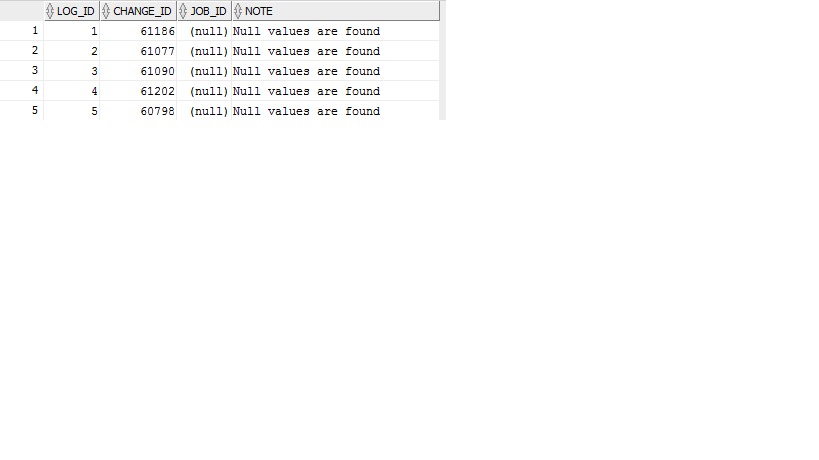 LOG_ID CHANGE_ID JOB_ID NOTE
1 1 61186 (null) Null values are found
2 2 61077 (null) Null values are found
3 3 61090 (null) Null values are found
4 4 61202 (null) Null values are found
5 5 60798 (null) Null values are found